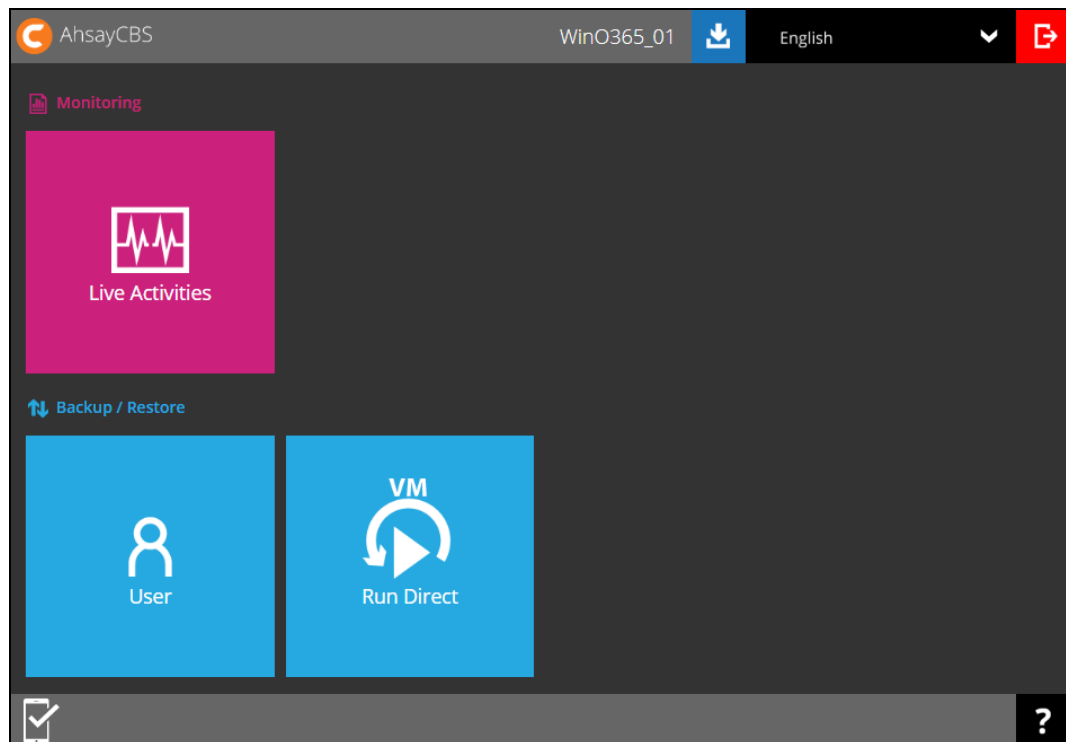 AhsayCBS
WinO365_01
English
Monitoring
Live Activities
Backup / Restore
User
VM
Run Direct
?